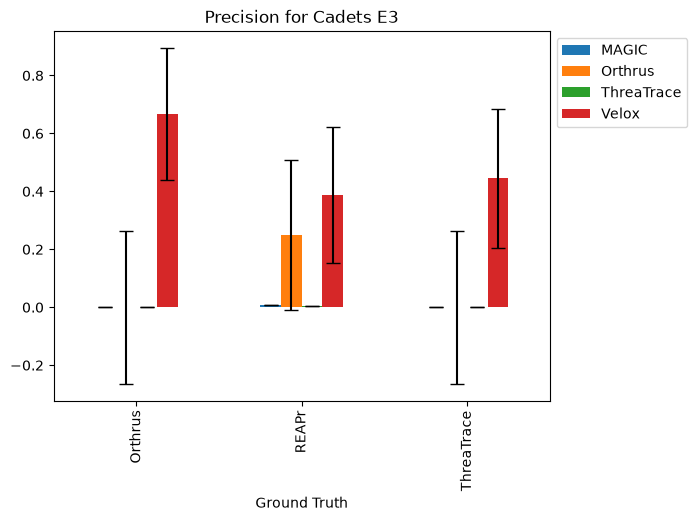 Precision for Cadets E3
MAGIC
Orthrus
ThreaTrace
Velox
0.8
0.6
0.4
0.2
0.0
−0.2
Orthrus
REAPr
ThreaTrace
Ground Truth